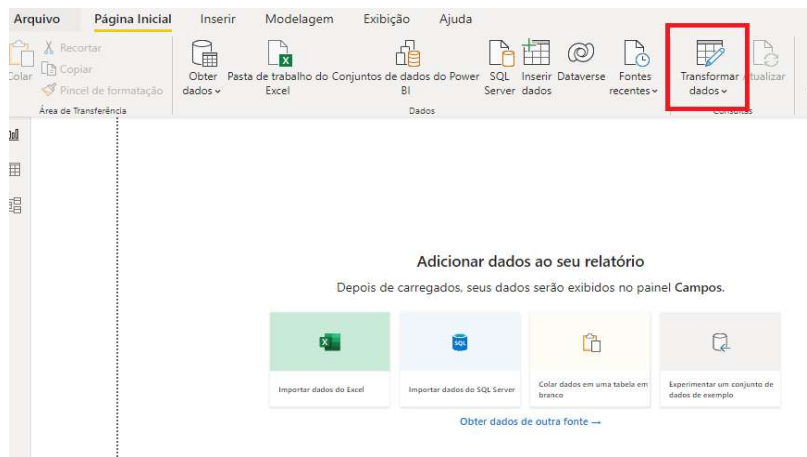 Arquivo Página Inicial Inserir Modelagem Exibição Ajuda
Recortar
Copiar
Pincel de formatação
Colar
Área de Transferência
Obter dados
Pasta de trabalho do Excel
Conjuntos de dados do Power BI
SQL Server
Inserir dados
Dataverse
Fontes recentes
Dados
Transformar dados
Consultas
Adicionar dados ao seu relatório
Depois de carregados, seus dados serão exibidos no painel Campos.
Importar dados do Excel
SQL
Importar dados do SQL Server
Colar dados em uma tabela em
branco
Experimentar um conjunto de
dados de exemplo
Obter dados de outra fonte →